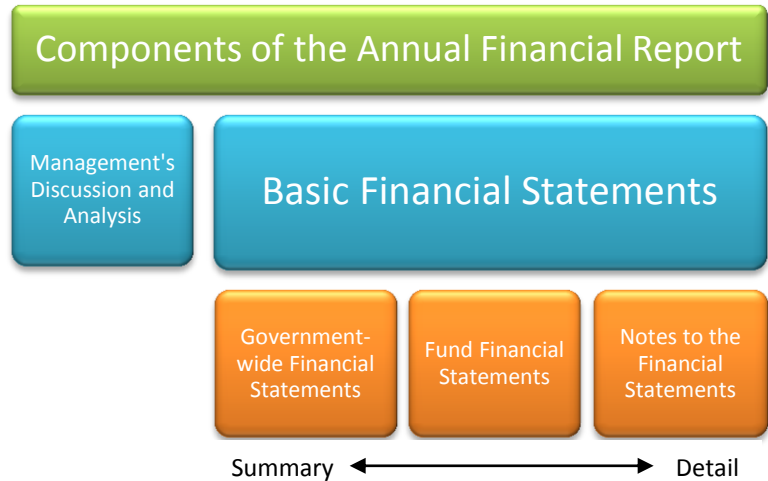 Components of the Annual Financial Report
Management's
Discussion and
Analysis
Basic Financial Statements
Government-
wide Financial
Statements
Fund Financial
Statements
Notes to the
Financial
Statements
Summary
Detail